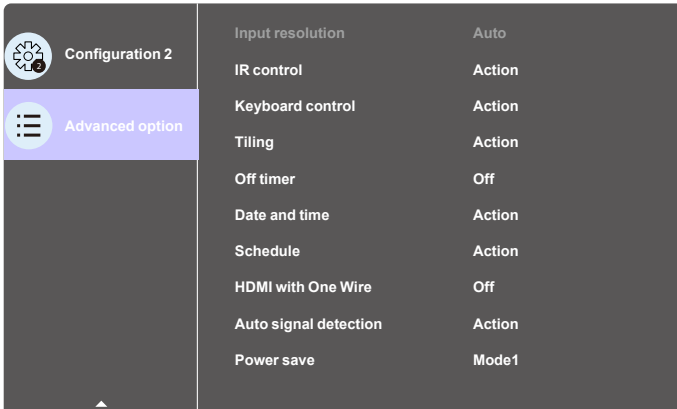 2
Configuration 2
Advanced option
Input resolution Auto
IR control Action
Keyboard control Action
Tiling Action
Off timer Off
Date and time Action
Schedule Action
HDMI with One Wire Off
Auto signal detection Action
Power save Mode1